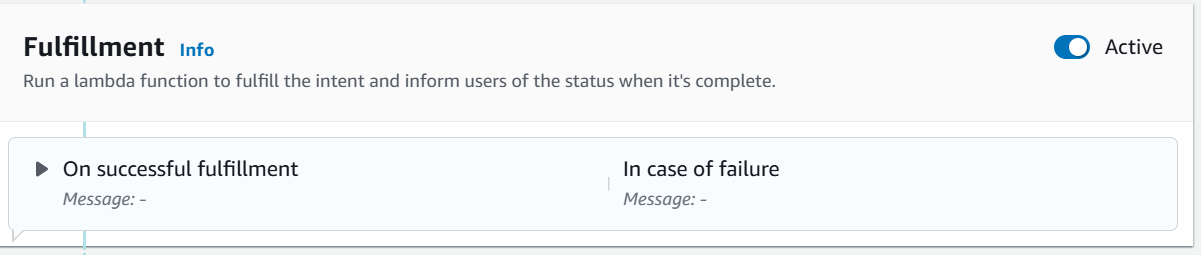 Fulfillment Info
Active
Run a lambda function to fulfill the intent and inform users of the status when it's complete.
On successful fulfillment
Message: -
In case of failure
Message: -